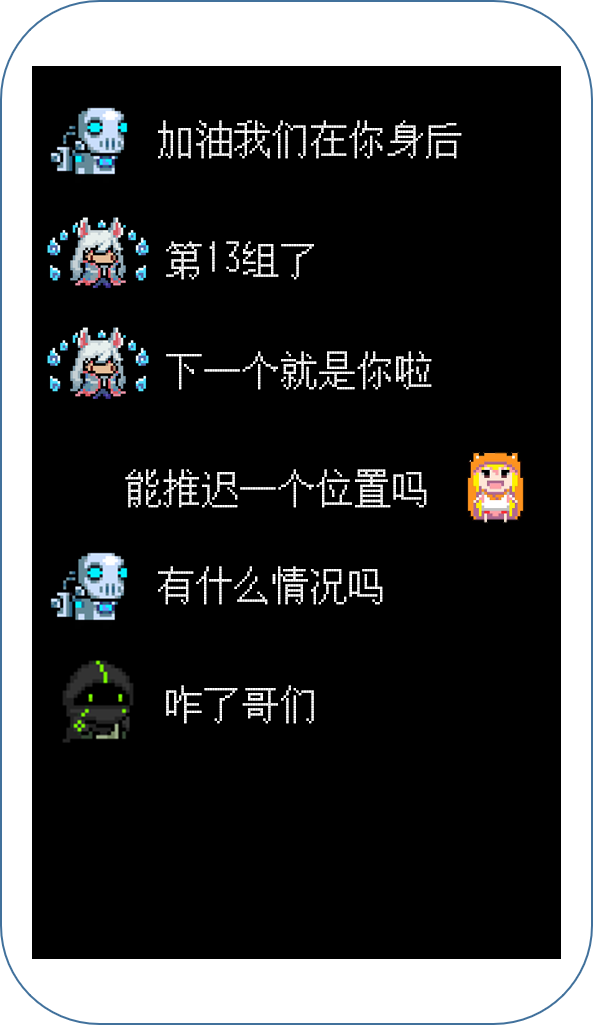 加油我们在你身后
第13组了
下一个就是你啦
能推迟一个位置吗
有什么情况吗
咋了哥们